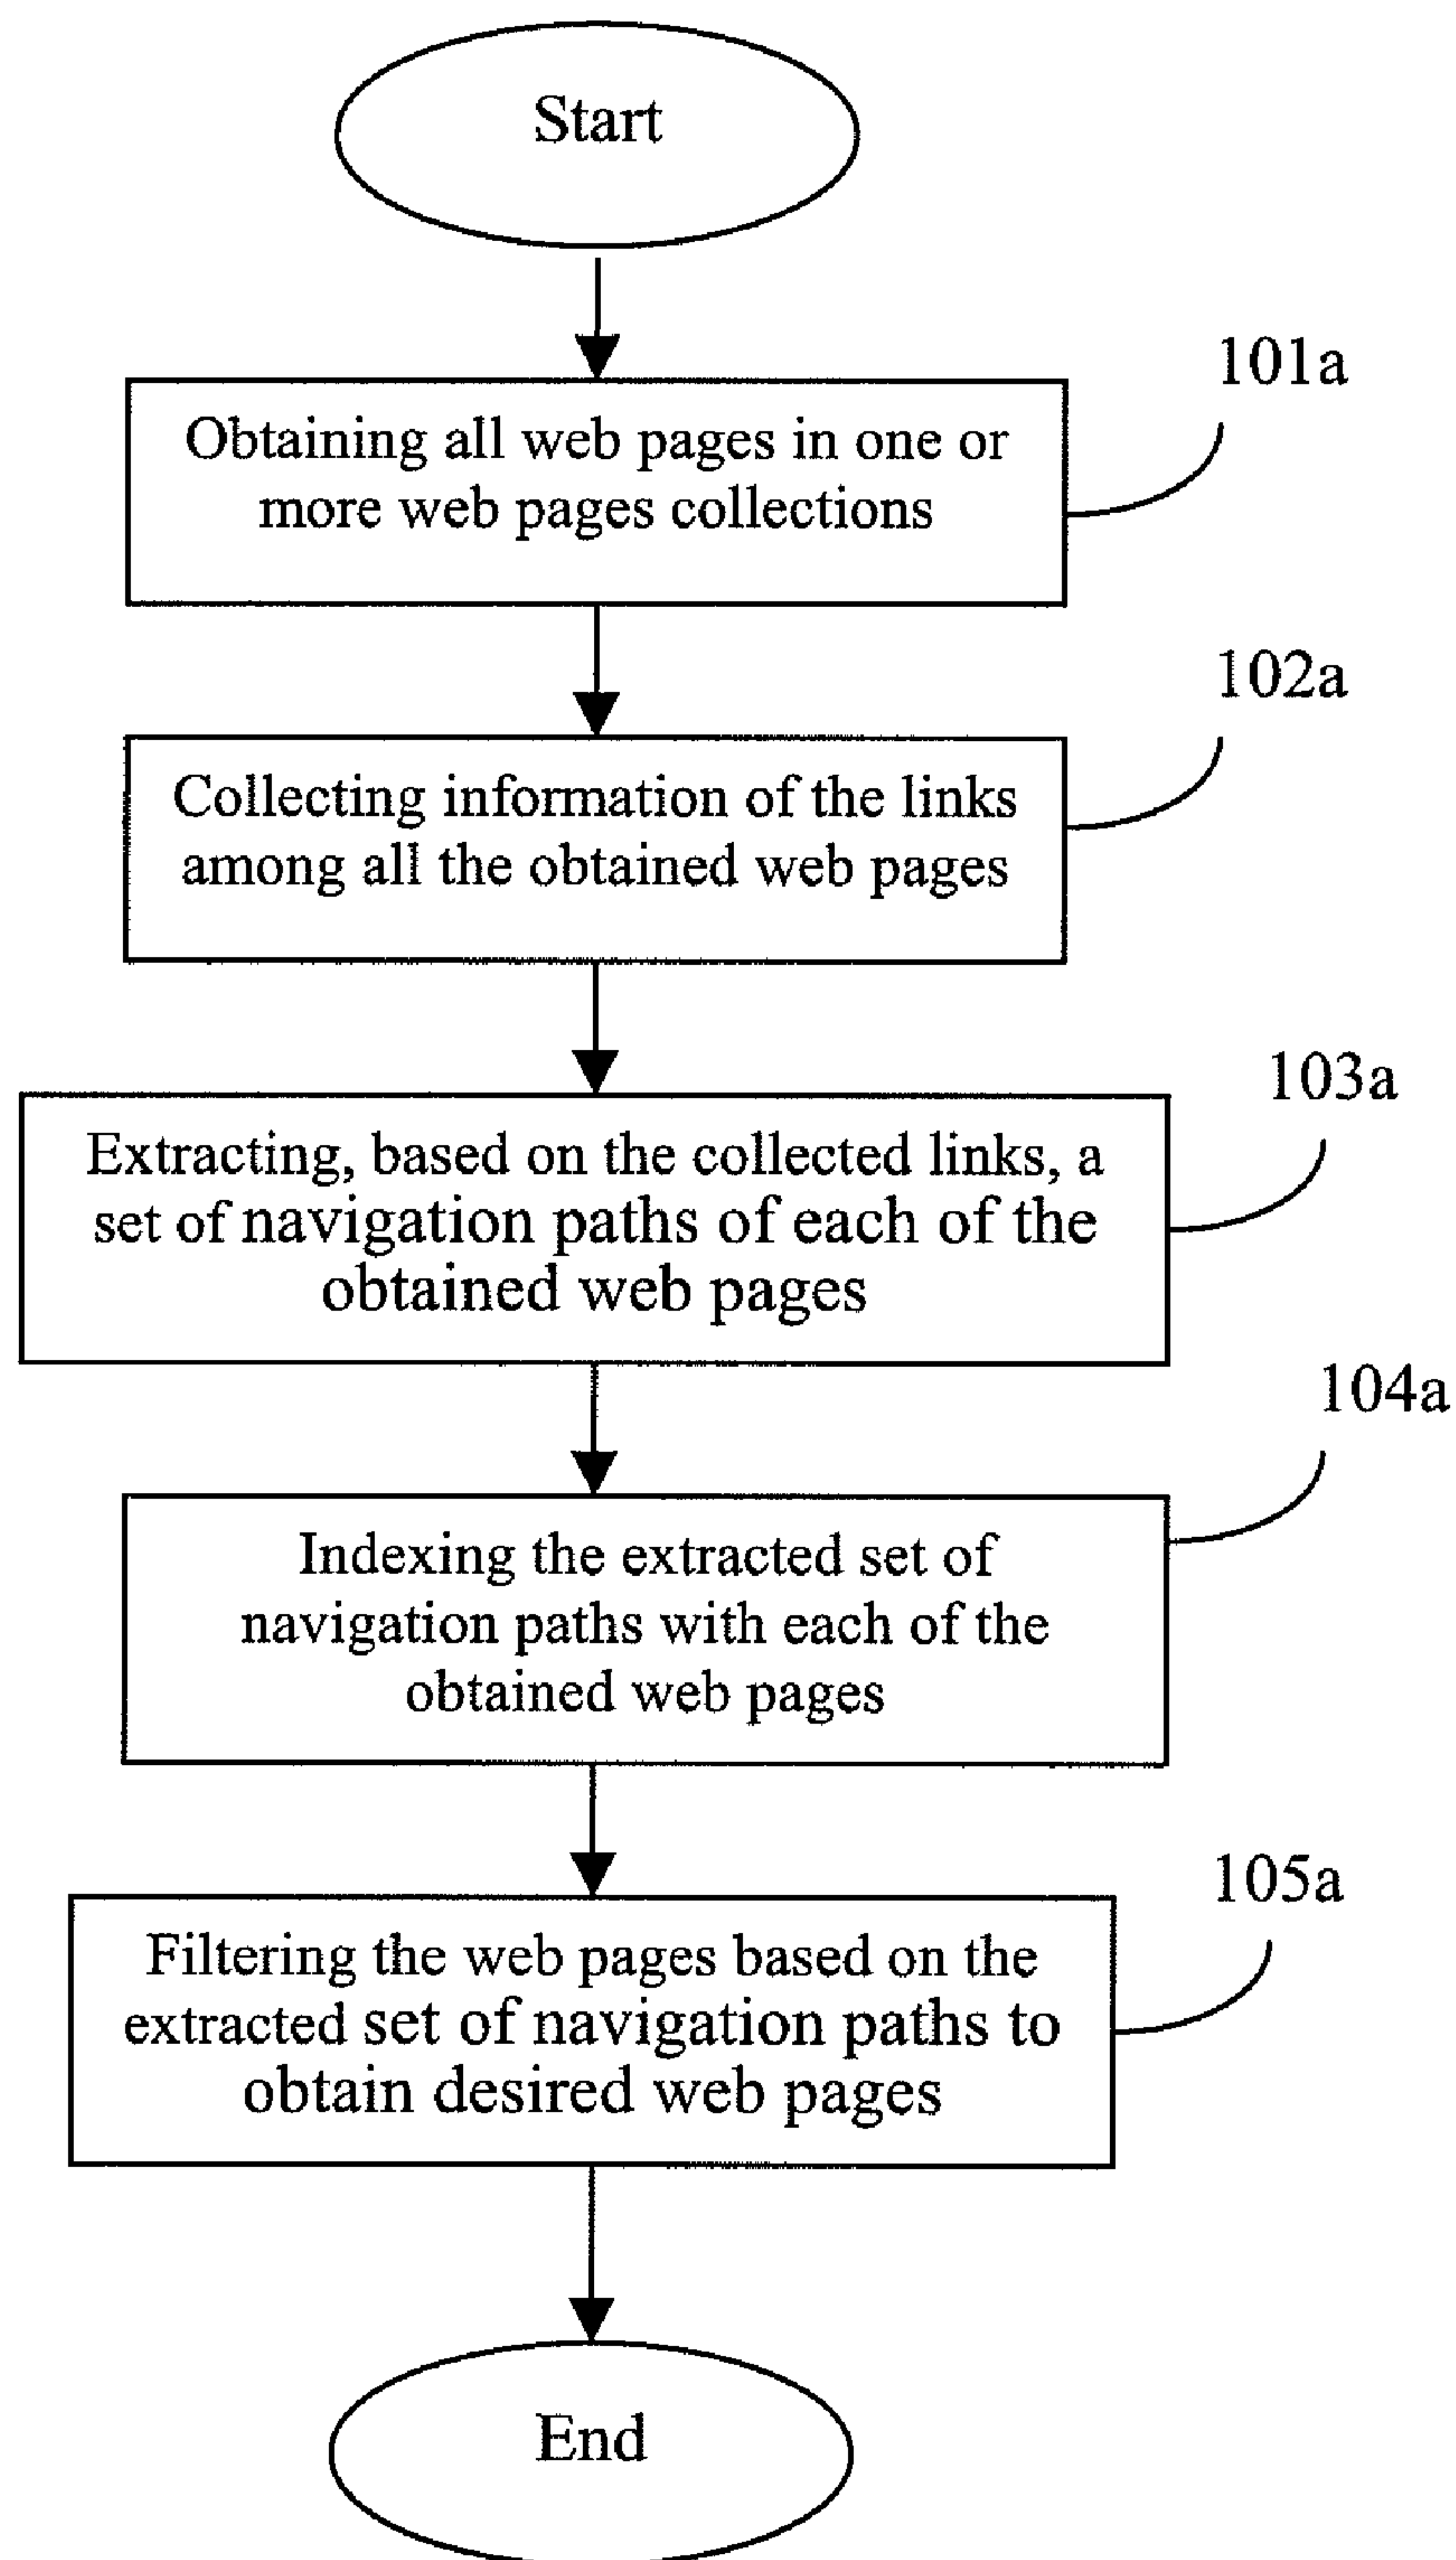 Start
101a
Obtaining all web pages in one or
more web pages collections
102a
Collecting information of the links
among all the obtained web pages
103a
Extracting, based on the collected links, a
set of navigation paths of each of the
obtained web pages
104a
Indexing the extracted set of
navigation paths with each of the
obtained web pages
105a
Filtering the web pages based on the
extracted set of navigation paths to
obtain desired web pages
End